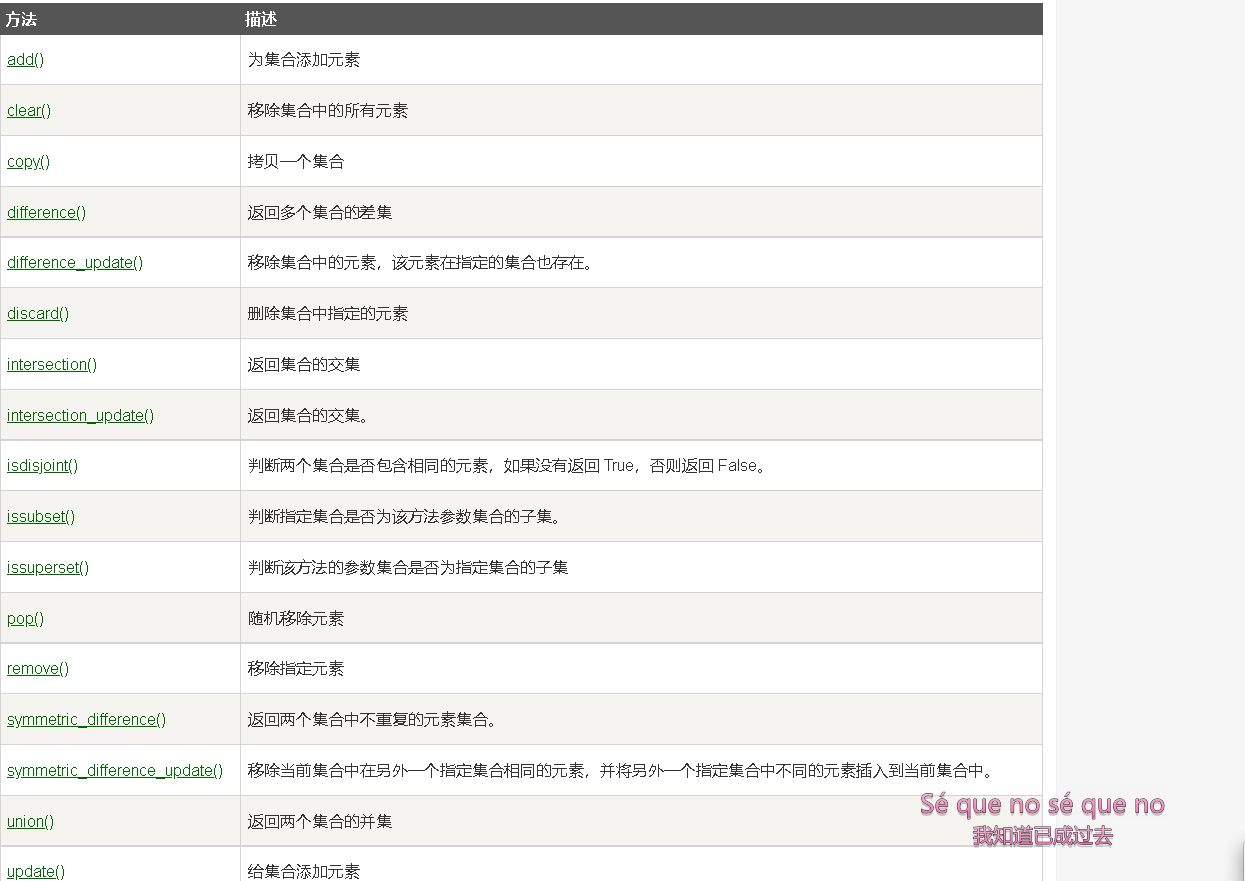 方法 描述
add() 为集合添加元素
clear() 移除集合中的所有元素
copy() 拷贝一个集合
difference() 返回多个集合的差集
difference_update() 移除集合中的元素，该元素在指定的集合也存在。
discard() 删除集合中指定的元素
intersection() 返回集合的交集
intersection_update() 返回集合的交集。
isdisjoint() 判断两个集合是否包含相同的元素，如果没有返回 True，否则返回 False。
issubset() 判断指定集合是否为该方法参数集合的子集。
issuperset() 判断该方法的参数集合是否为指定集合的子集
pop() 随机移除元素
remove() 移除指定元素
symmetric_difference() 返回两个集合中不重复的元素集合。
symmetric_difference_update() 移除当前集合中在另外一个指定集合相同的元素，并将另外一个指定集合中不同的元素插入到当前集合中。
union() 返回两个集合的并集
update() 给集合添加元素
Sé que no sé que no
我知道已成过去